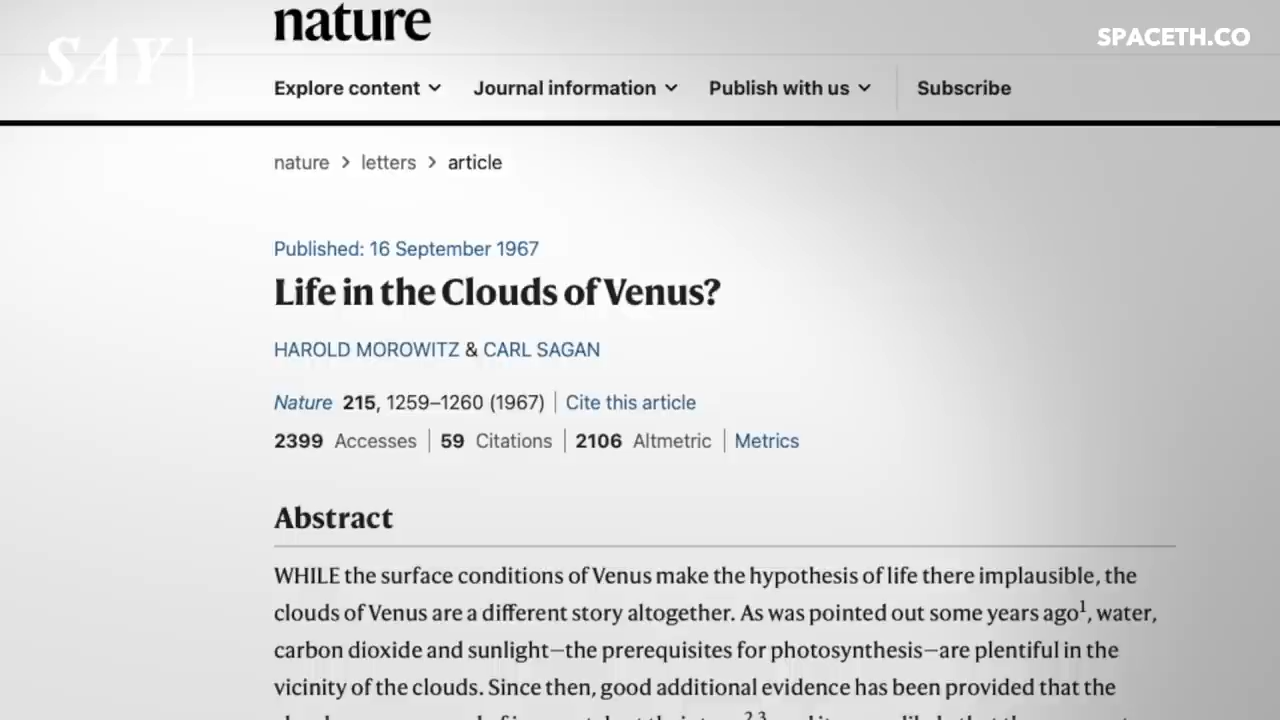 nature
SAY|
SPACETH.CO
Explore content Journal information Publish with us Subscribe
nature > letters > article
Published: 16 September 1967
Life in the Clouds of Venus?
HAROLD MOROWITZ & CARL SAGAN
Nature 215, 1259–1260 (1967) | Cite this article
2399 Accesses | 59 Citations | 2106 Altmetric | Metrics
Abstract
WHILE the surface conditions of Venus make the hypothesis of life there implausible, the
clouds of Venus are a different story altogether. As was pointed out some years ago1, water,
carbon dioxide and sunlight—the prerequisites for photosynthesis—are plentiful in the
vicinity of the clouds. Since then, good additional evidence has been provided that the